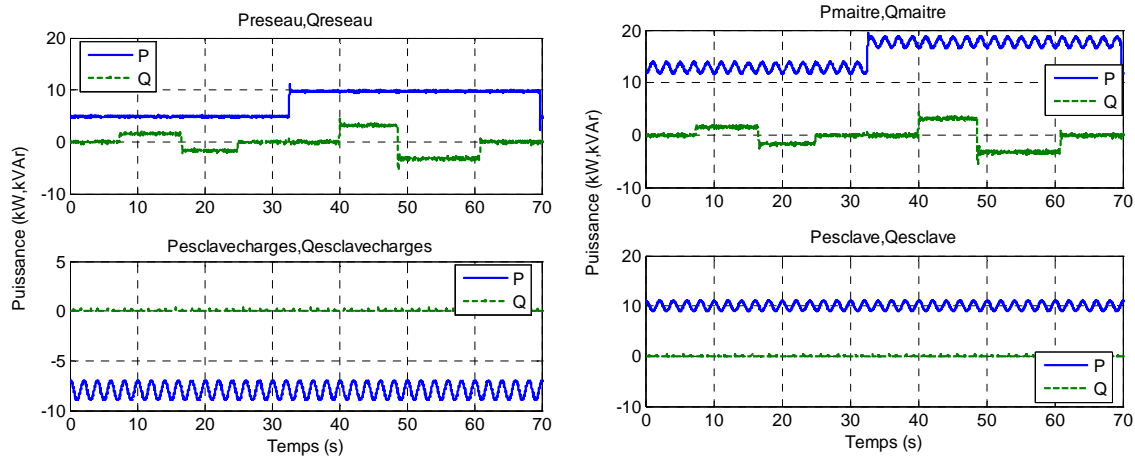 Preseau,Qreseau
20
10
0
-10
P
Q
0 10 20 30 40 50 60 70
Pesclavecharges,Qesclavecharges
5
0
-5
-10
P
Q
0 10 20 30 40 50 60 70
Temps (s)
Puissance (kW,kVAr)
Pmaitre,Qmaitre
20
10
0
-10
P
Q
0 10 20 30 40 50 60 70
Pesclave,Qesclave
20
10
0
-10
P
Q
0 10 20 30 40 50 60 70
Temps (s)
Puissance (kW,kVAr)